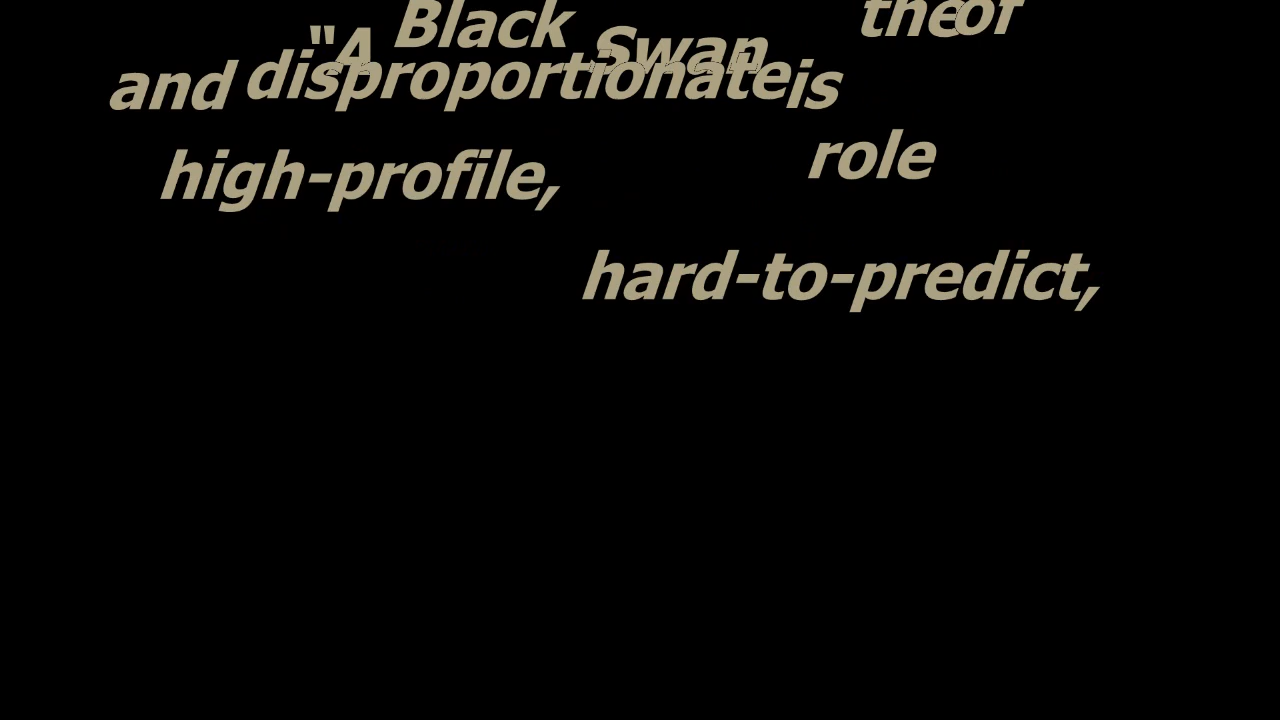 the of
“A Black Swan
and disproportionate is
role
high-profile,
hard-to-predict,